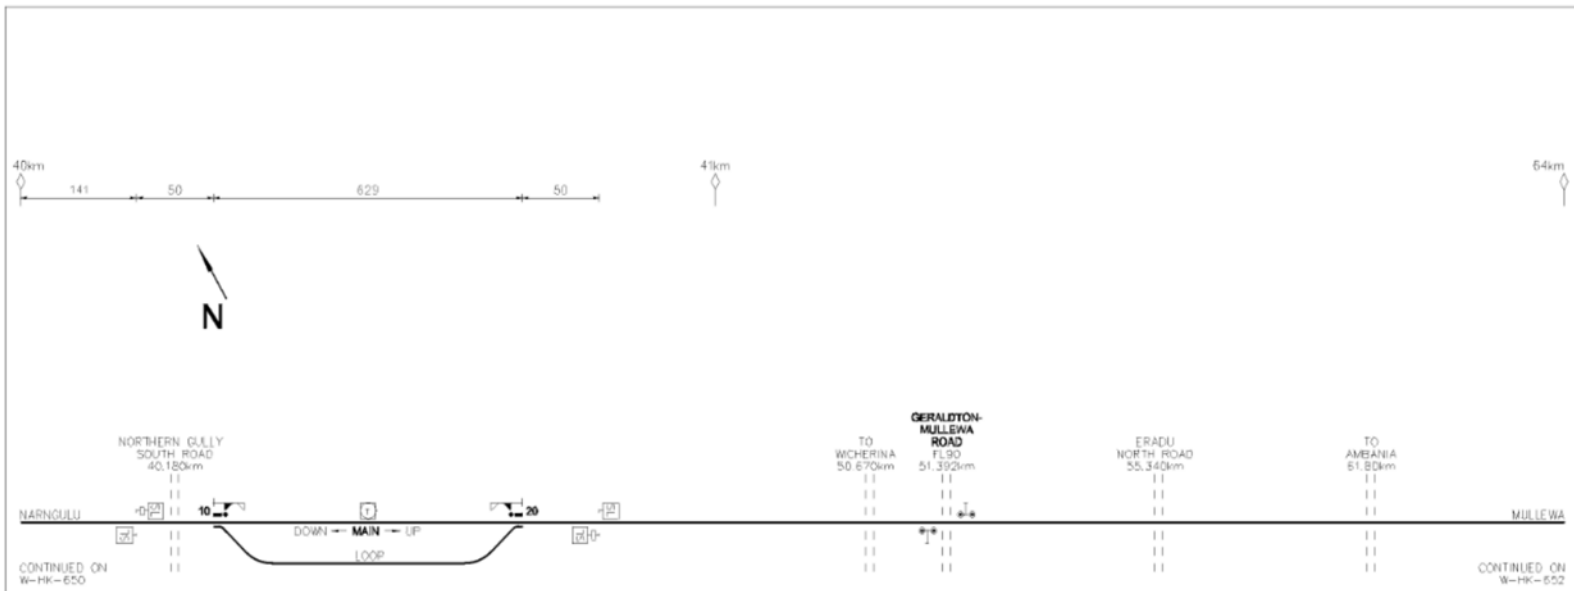 40km
41km
64km
141
50
629
50
N
NORTHERN GULLY
SOUTH ROAD
40.180km
TO
WICHERINA
50.670km
GERALDTON-
MULLEWA
ROAD
FL90
51.392km
ERADU
NORTH ROAD
55.340km
TO
AMBANIA
61.80km
NARNGULU
10
20
MULLEWA
DOWN
MAIN
UP
LOOP
CONTINUED ON
W-HK-650
CONTINUED ON
W-HK-652